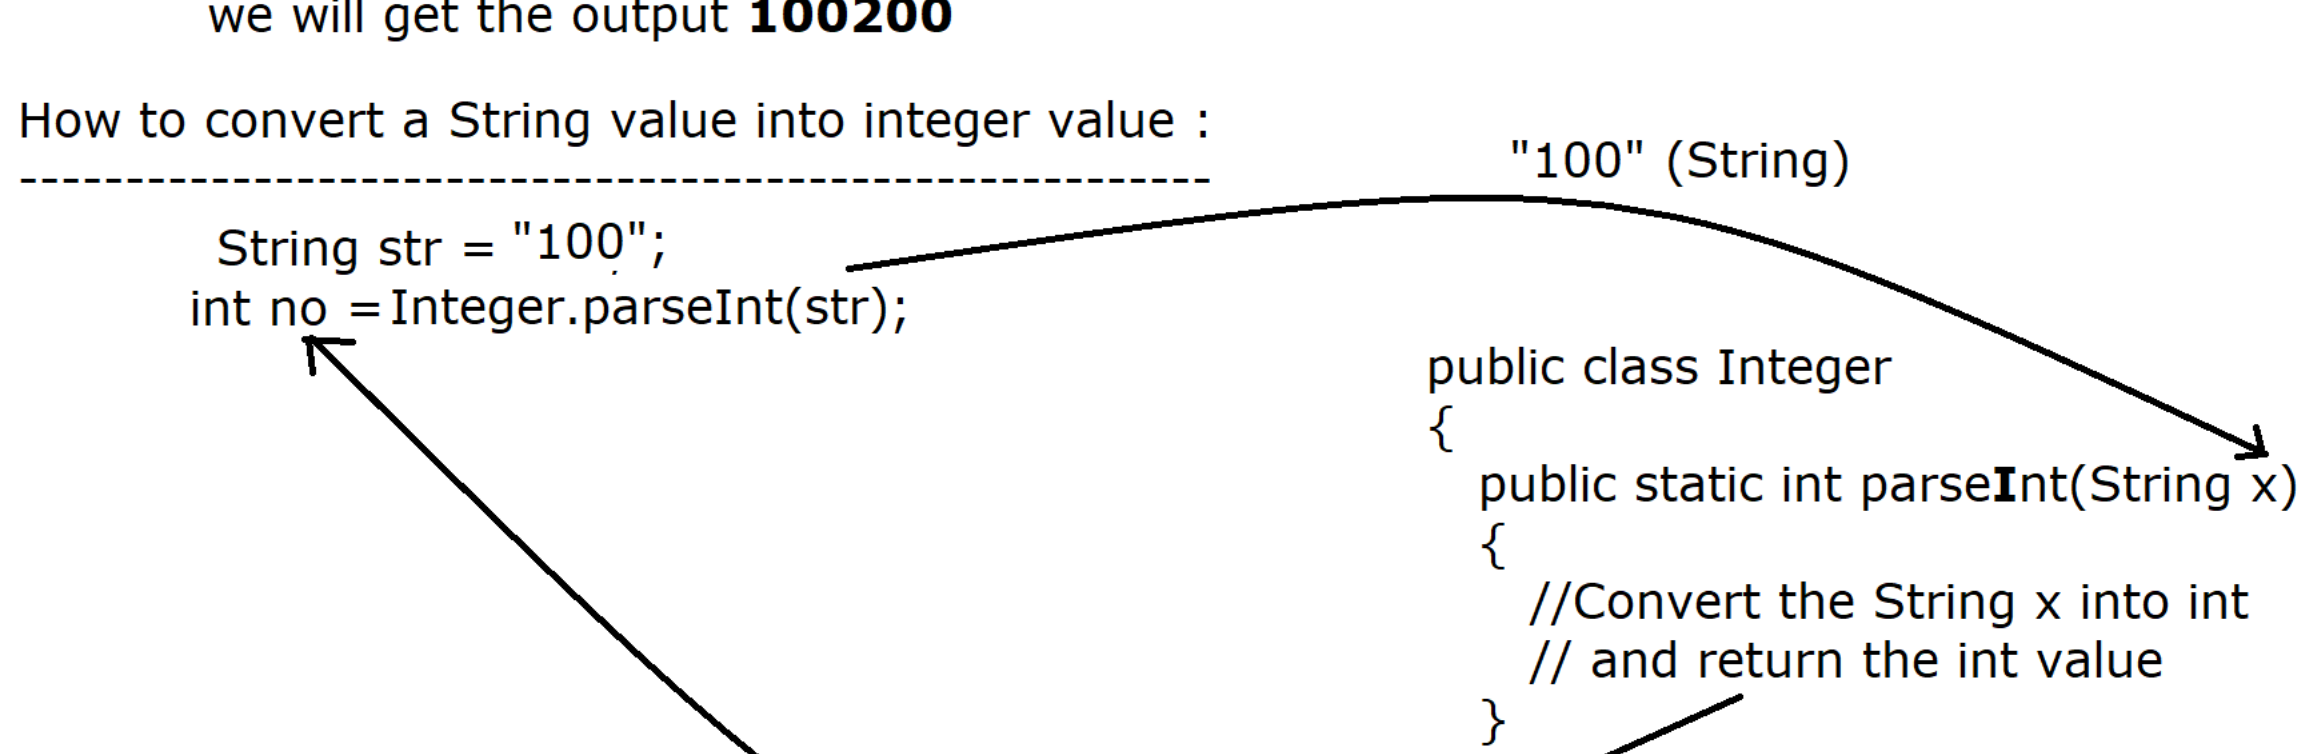 we will get the output 100200
How to convert a String value into integer value :
--------------------------------------------------------
"100" (String)
String str = "100";
int no =Integer.parseInt(str);
public class Integer
{
public static int parseInt(String x)
{
//Convert the String x into int
// and return the int value
}